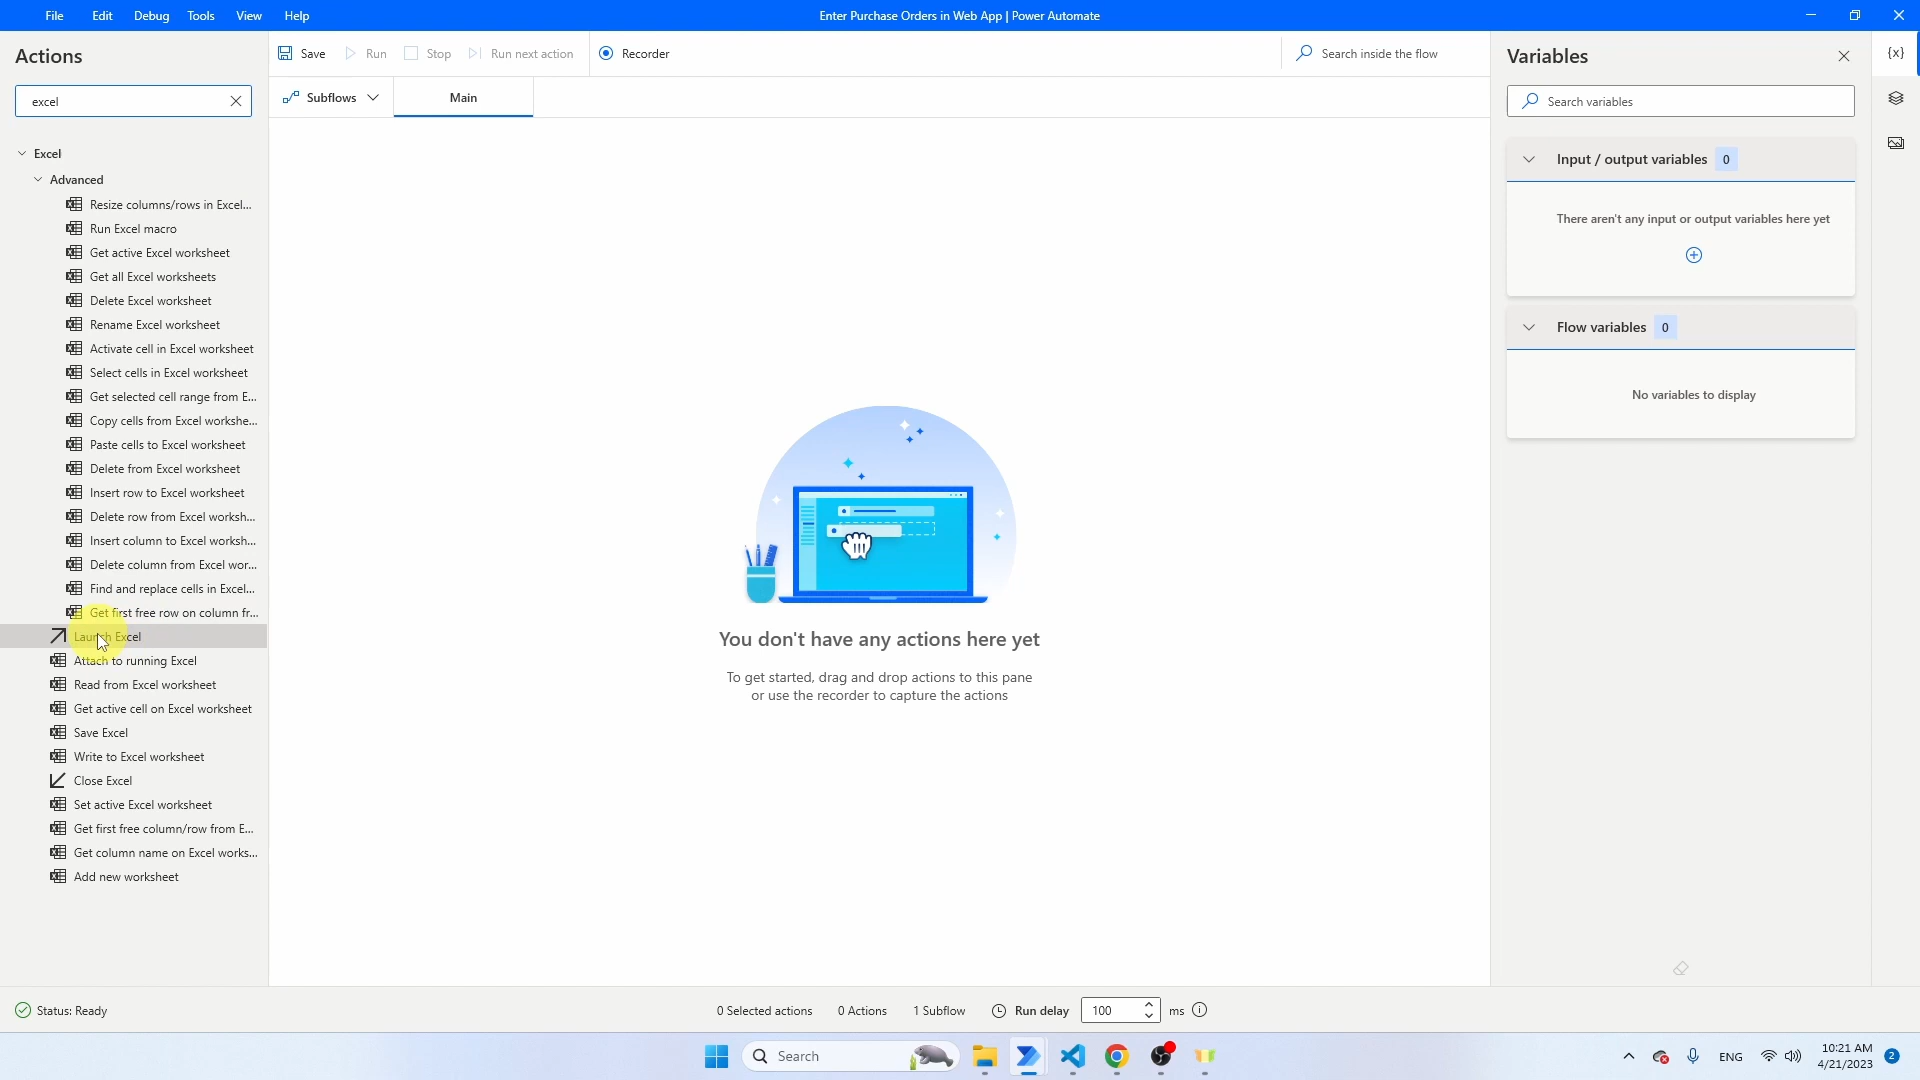 File Edit Debug Tools View Help
Enter Purchase Orders in Web App | Power Automate
Actions
excel
Excel
Advanced
Resize columns/rows in Excel...
Run Excel macro
Get active Excel worksheet
Get all Excel worksheets
Delete Excel worksheet
Rename Excel worksheet
Activate cell in Excel worksheet
Select cells in Excel worksheet
Get selected cell range from E...
Copy cells from Excel workshe...
Paste cells to Excel worksheet
Delete from Excel worksheet
Insert row to Excel worksheet
Delete row from Excel worksh...
Insert column to Excel worksh...
Delete column from Excel wor...
Find and replace cells in Excel...
Get first free row on column fr...
Launch Excel
Attach to running Excel
Read from Excel worksheet
Get active cell on Excel worksheet
Save Excel
Write to Excel worksheet
Close Excel
Set active Excel worksheet
Get first free column/row from E...
Get column name on Excel works...
Add new worksheet
Save Run Stop Run next action Recorder
Search inside the flow
Subflows Main
You don't have any actions here yet
To get started, drag and drop actions to this pane
or use the recorder to capture the actions
Variables
{x}
Search variables
Input / output variables 0
There aren't any input or output variables here yet
Flow variables 0
No variables to display
Status: Ready
0 Selected actions 0 Actions 1 Subflow Run delay 100 ms
Search
ENG
10:21 AM
4/21/2023
2